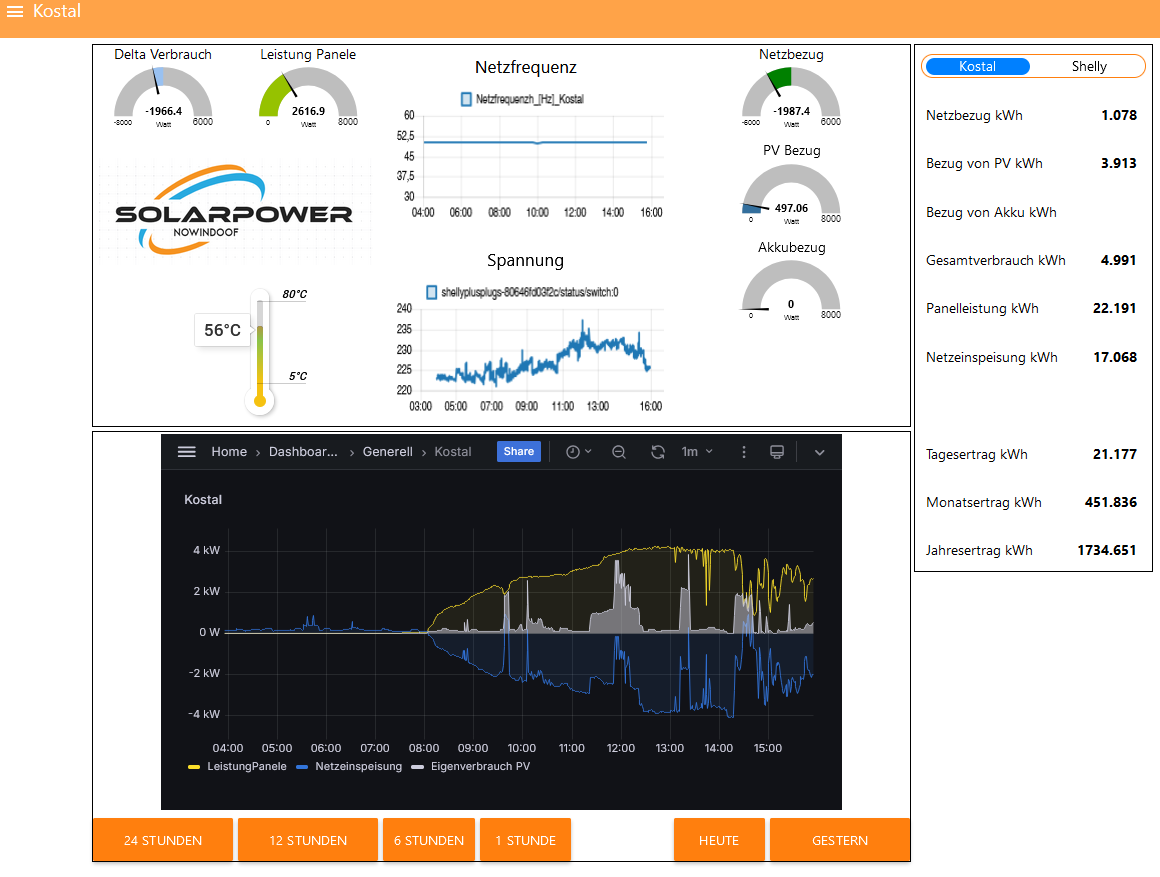 Kostal
Delta Verbrauch
-1966.4
-8000 Watt 6000
Leistung Panele
2616.9
0 Watt 8000
SOLARPOWER
NOWINDOOF
80°C
56°C
5°C
Netzfrequenz
Netzfrequenzh_[Hz]_Kostal
60
52,5
45
37,5
30
04:00 06:00 08:00 10:00 12:00 14:00 16:00
Spannung
shellyplusplugs-80646fd03f2c/status/switch:0
240
235
230
225
220
03:00 05:00 07:00 09:00 11:00 13:00 16:00
Netzbezug
-1987.4
-6000 Watt 6000
PV Bezug
497.06
0 Watt 8000
Akkubezug
0
0 Watt 8000
Kostal Shelly
Netzbezug kWh 1.078
Bezug von PV kWh 3.913
Bezug von Akku kWh
Gesamtverbrauch kWh 4.991
Panelleistung kWh 22.191
Netzeinspeisung kWh 17.068
Tagesertrag kWh 21.177
Monatsertrag kWh 451.836
Jahresertrag kWh 1734.651
Home › Dashboar... › Generell › Kostal Share 1m
Kostal
4 kW
2 kW
0 W
-2 kW
-4 kW
04:00 05:00 06:00 07:00 08:00 09:00 10:00 11:00 12:00 13:00 14:00 15:00
LeistungPanele Netzeinspeisung Eigenverbrauch PV
24 STUNDEN 12 STUNDEN 6 STUNDEN 1 STUNDE HEUTE GESTERN